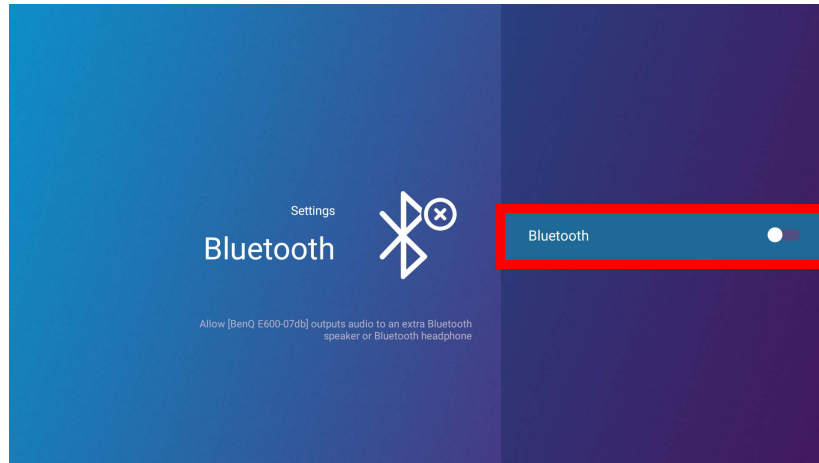 Settings
Bluetooth
Allow [BenQ E600-07db] outputs audio to an extra Bluetooth
speaker or Bluetooth headphone
Bluetooth